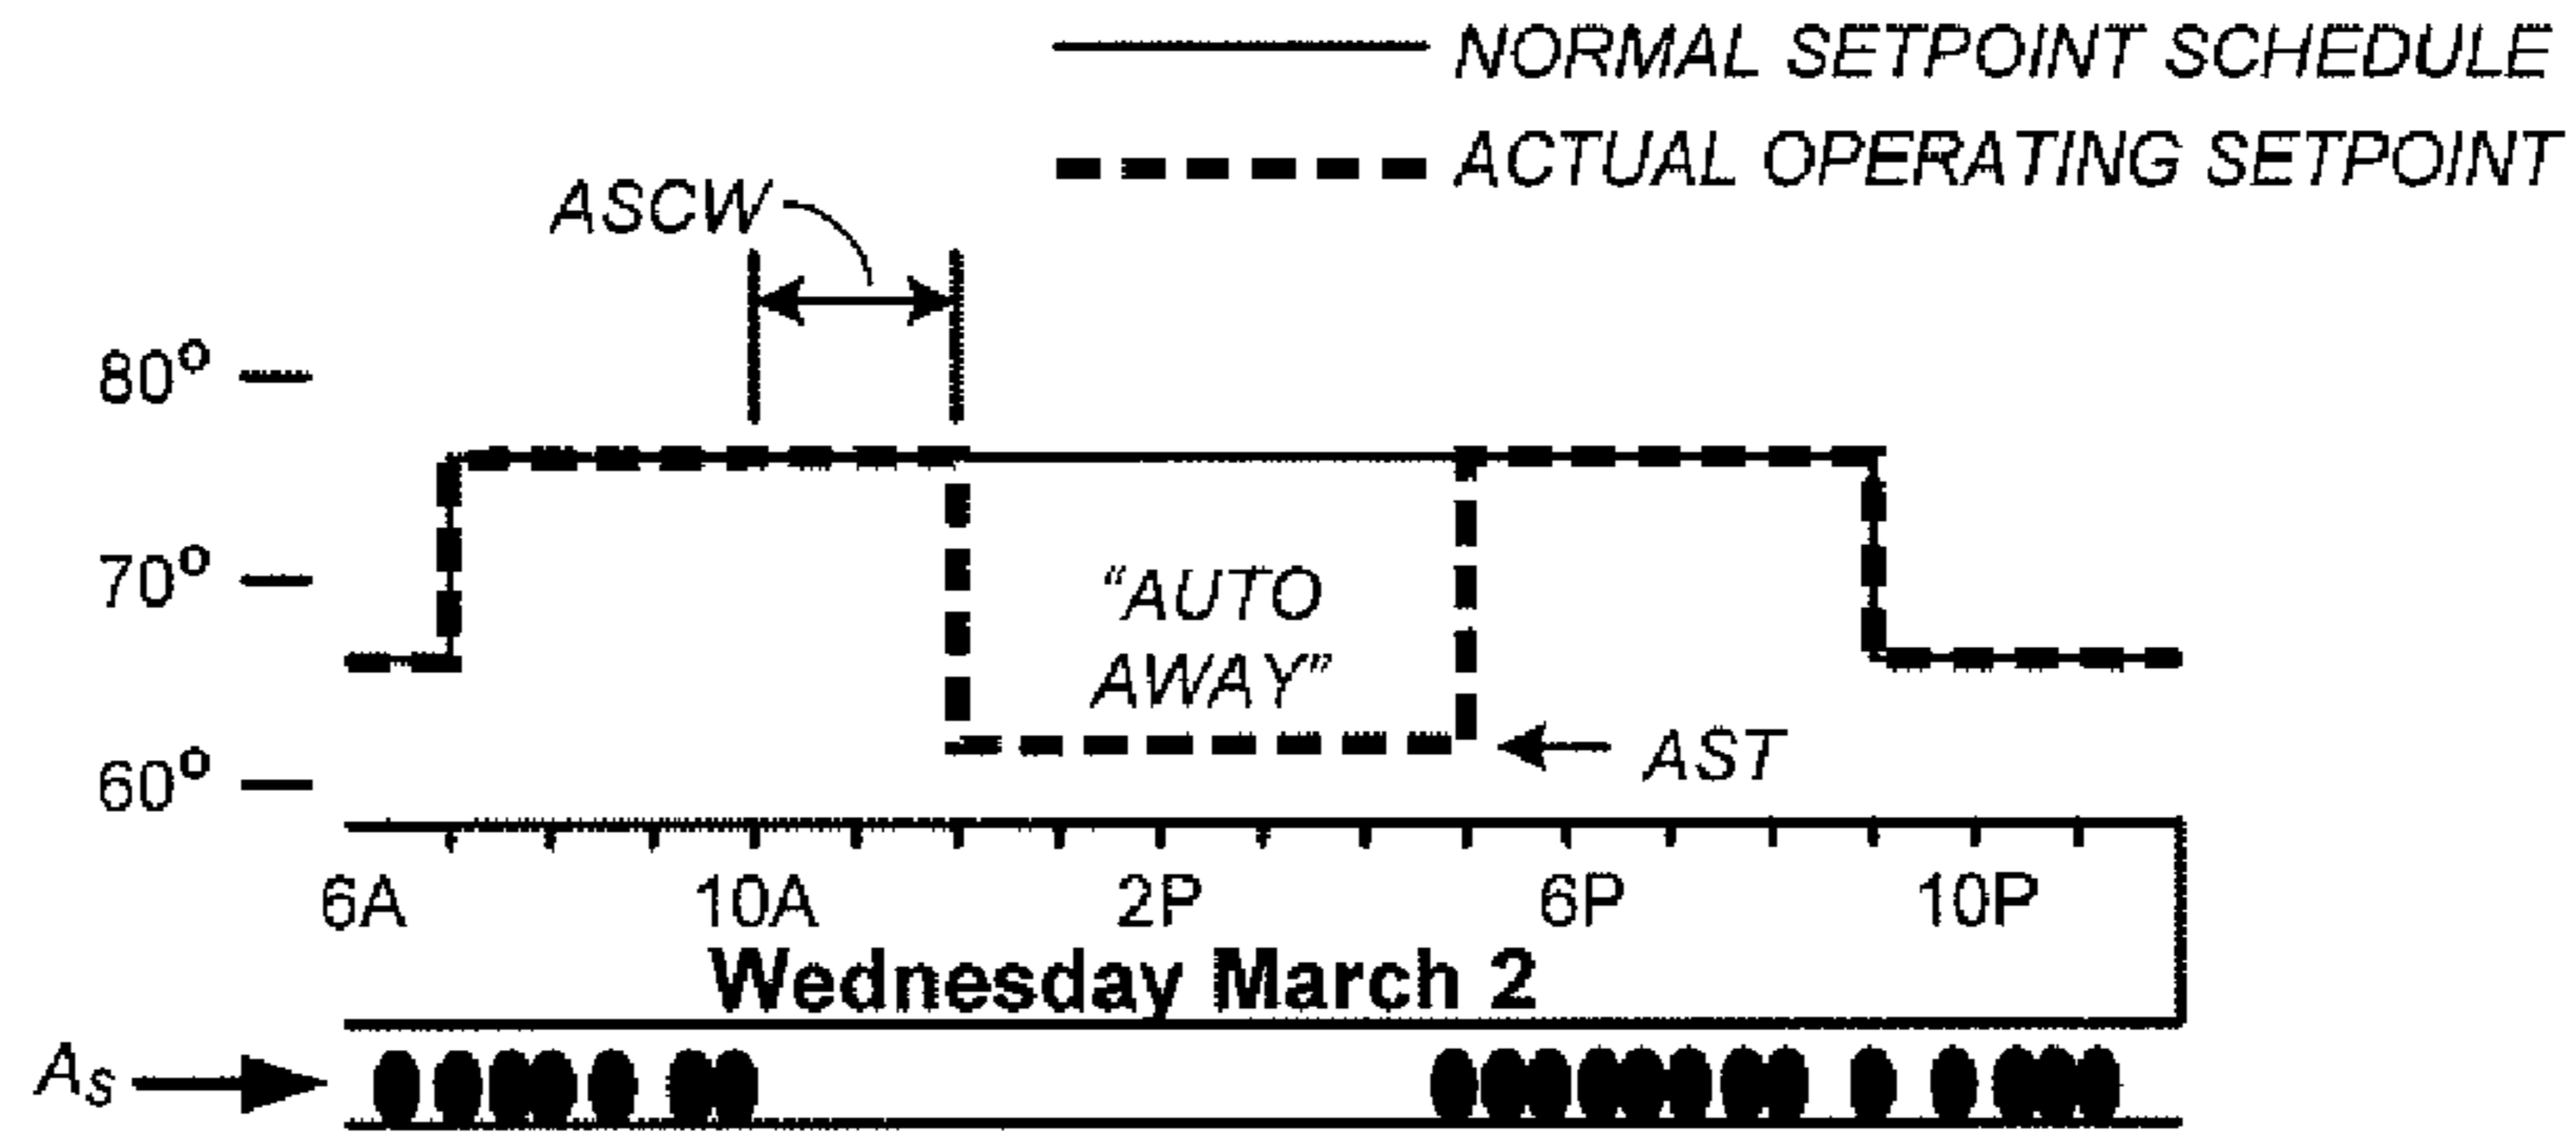 NORMAL SETPOINT SCHEDULE
ACTUAL OPERATING SETPOINT
ASCW
80°
70°
60°
"AUTO
AWAY"
AST
6A 10A 2P 6P 10P
Wednesday March 2
As